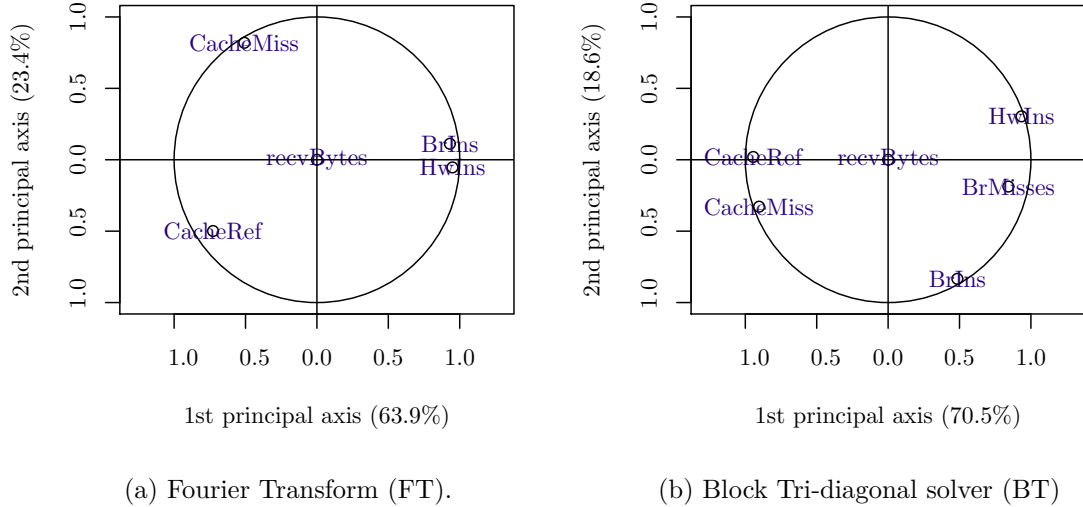 1.0
0.5
0.0
0.5
1.0
2nd principal axis (23.4%)
CacheMiss
BrIns
recvBytes
HwIns
CacheRef
1.0 0.5 0.0 0.5 1.0
1st principal axis (63.9%)
(a) Fourier Transform (FT).
1.0
0.5
0.0
0.5
1.0
2nd principal axis (18.6%)
HwIns
CacheRef
recvBytes
BrMisses
CacheMiss
BrIns
1.0 0.5 0.0 0.5 1.0
1st principal axis (70.5%)
(b) Block Tri-diagonal solver (BT)